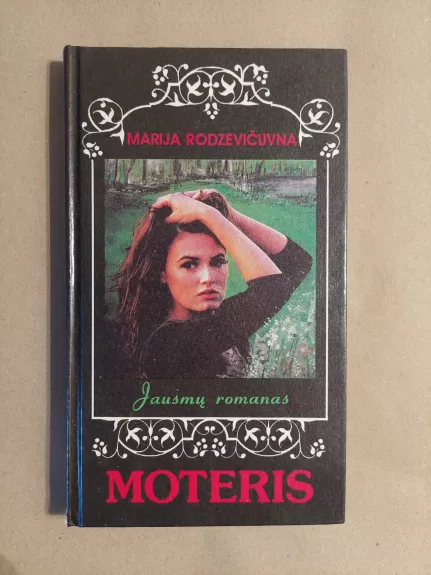 MARIJA RODZEVIČUVNA
Jausmų romanas
MOTERIS